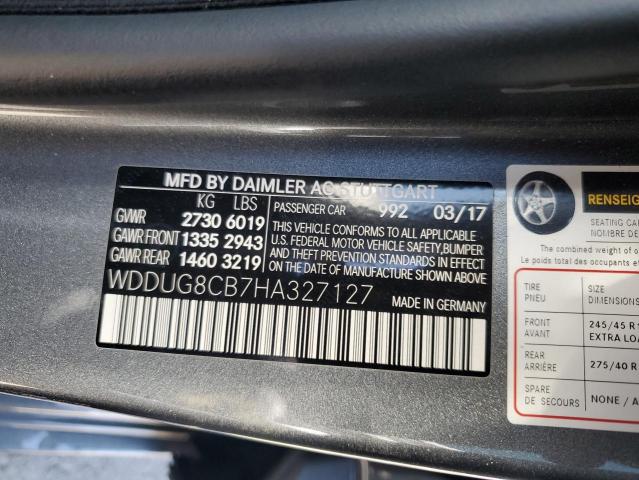 MFD BY DAIMLER AG STUTTGART
KG LBS
GVWR 2730 6019
GAWR FRONT 1335 2943
GAWR REAR 1460 3219
PASSENGER CAR 992 03/17
THIS VEHICLE CONFORMS TO ALL APPLICABLE
U.S. FEDERAL MOTOR VEHICLE SAFETY, BUMPER
AND THEFT PREVENTION STANDARDS IN EFFECT
ON THE DATE OF MANUFACTURE SHOWN ABOVE
WDDUG8CB7HA327127
MADE IN GERMANY
RENSEIGN
SEATING CA
NOMBRE DE
The combined weight of o
Le poids total des occupants
TIRE SIZE
PNEU DIMENSIONS
FRONT 245/45 R
AVANT EXTRA LOA
REAR 275/40 R
ARRIÈRE
SPARE NONE / A
DE SECOURS